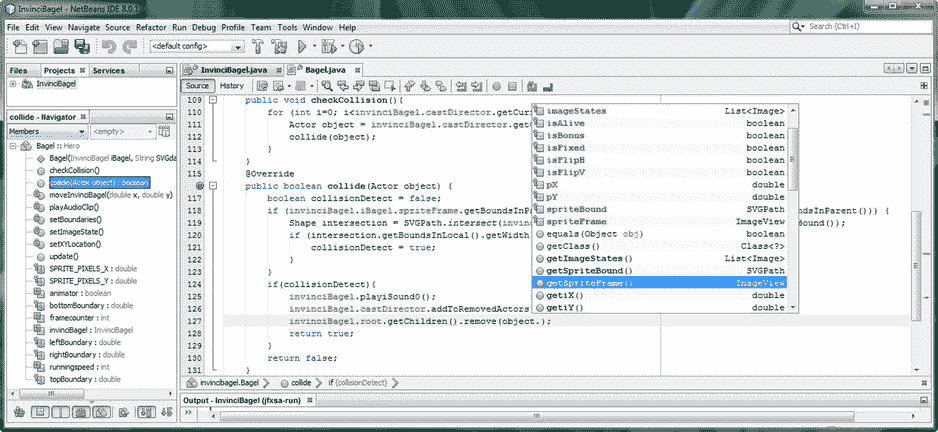 InvinciBagel - NetBeans IDE 8.0.1
File Edit View Navigate Source Refactor Run Debug Profile Team Tools Window Help
Search (Ctrl+I)
<default config>
Files Projects Services
InvinciBagel
InvinciBagel.java Bagel.java
Source History
collide - Navigator
Members <empty>
Bagel :: Hero
Bagel(InvinciBagel iBagel, String SVGdat
checkCollision()
collide(Actor object) : boolean
moveInvinciBagel(double x, double y)
playAudioClip()
setBoundaries()
setImageState()
setXYLocation()
update()
SPRITE_PIXELS_X : double
SPRITE_PIXELS_Y : double
animator : boolean
bottomBoundary : double
framecounter : int
invinciBagel : InvinciBagel
leftBoundary : double
rightBoundary : double
runningspeed : int
topBoundary : double
109 public void checkCollision(){
110 for (int i=0; i<invinciBagel.castDirector.getCurr
111 Actor object = invinciBagel.castDirector.getC
112 collide(object);
113 }
114 }
115 @Override
public boolean collide(Actor object) {
117 boolean collisionDetect = false;
118 if (invinciBagel.iBagel.spriteFrame.getBoundsInPa
ndsInParent())) {
119 Shape intersection = SVGPath.intersect(invinc
Bound());
120 if (intersection.getBoundsInLocal().getWidth
121 collisionDetect = true;
122 }
123 }
124 if(collisionDetect){
125 invinciBagel.playiSound0();
126 invinciBagel.castDirector.addToRemovedActors
127 invinciBagel.root.getChildren().remove(object.);
128 return true;
129 }
130 return false;
131 }
imageStates List<Image>
isAlive boolean
isBonus boolean
isFixed boolean
isFlipH boolean
isFlipV boolean
pX double
pY double
spriteBound SVGPath
spriteFrame ImageView
equals(Object obj) boolean
getClass() Class<?>
getImageStates() List<Image>
getSpriteBound() SVGPath
getSpriteFrame() ImageView
getiX() double
getiY() double
invincibagel.Bagel collide if (collisionDetect)
Output - InvinciBagel (jfxsa-run)